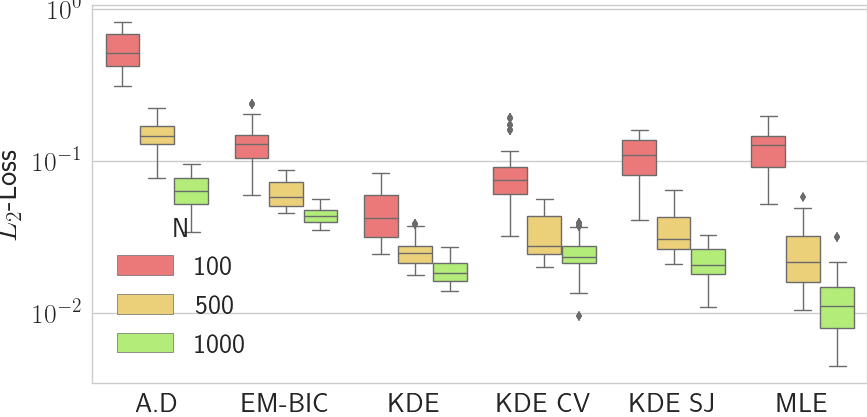 10⁰
10⁻¹
10⁻²
L₂-Loss
N
100
500
1000
A.D EM-BIC KDE KDE CV KDE SJ MLE